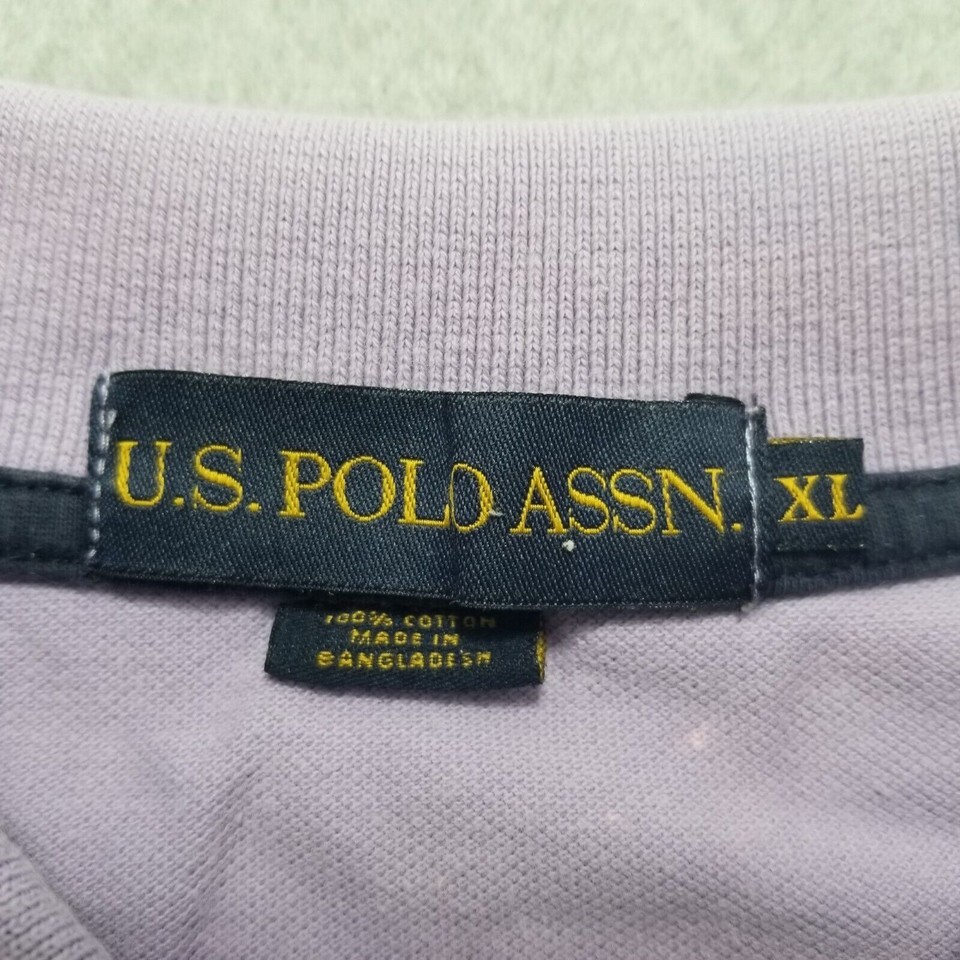 U.S. POLO ASSN.
XL
100% COTTON
MADE IN
BANGLADESH